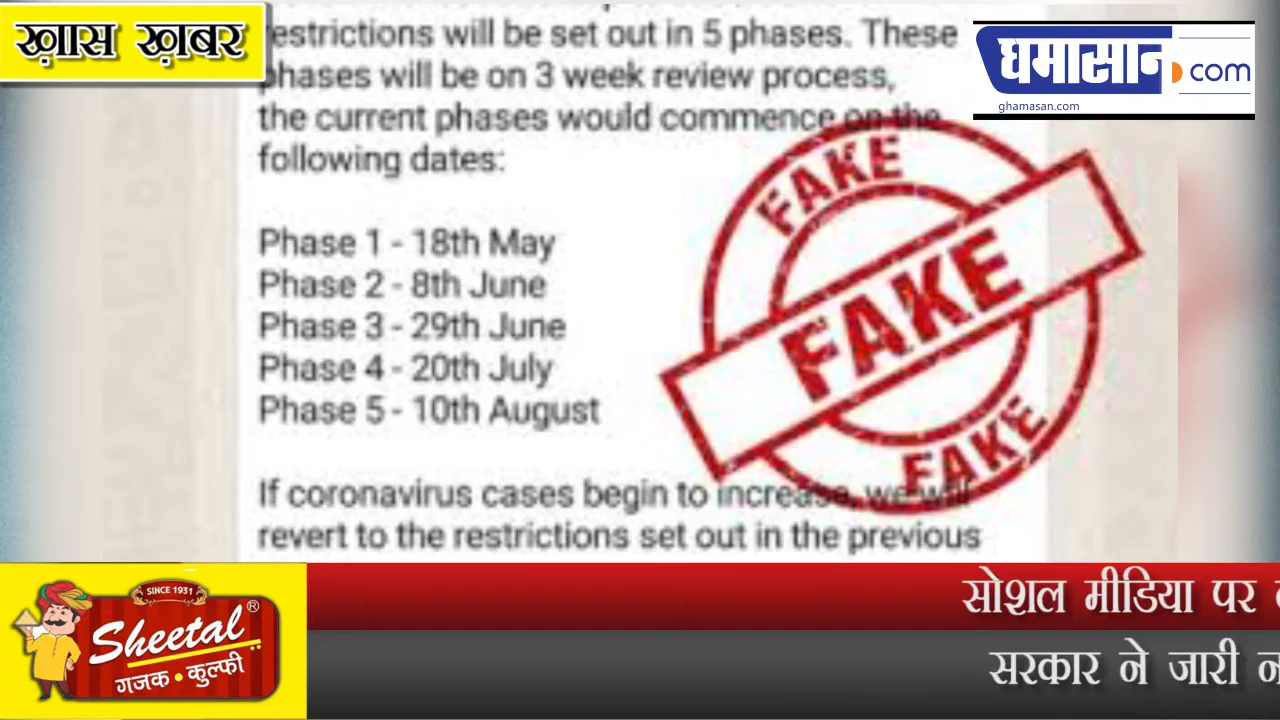 ख़ास ख़बर
घमासान.com
ghamasan.com
restrictions will be set out in 5 phases. These
phases will be on 3 week review process,
the current phases would commence on the
following dates:
Phase 1 - 18th May
Phase 2 - 8th June
Phase 3 - 29th June
Phase 4 - 20th July
Phase 5 - 10th August
If coronavirus cases begin to increase, we will
revert to the restrictions set out in the previous
FAKE
FAKE
FAKE
SINCE 1931
Sheetal®
गजक • कुल्फी
सोशल मीडिया पर
सरकार ने जारी